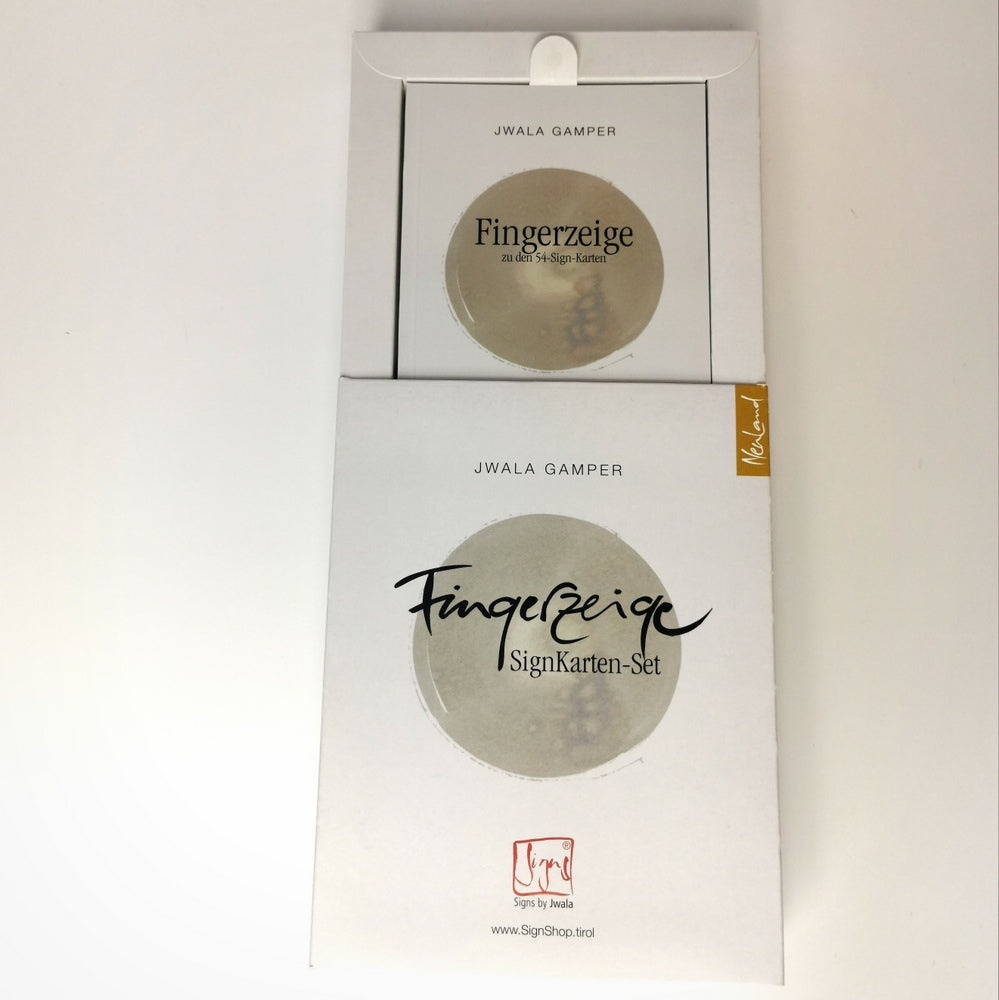 JWALA GAMPER
Fingerzeige
zu den 54-Sign-Karten
NeuLand
JWALA GAMPER
Fingerzeige
SignKarten-Set
Signs®
Signs by Jwala
www.SignShop.tirol